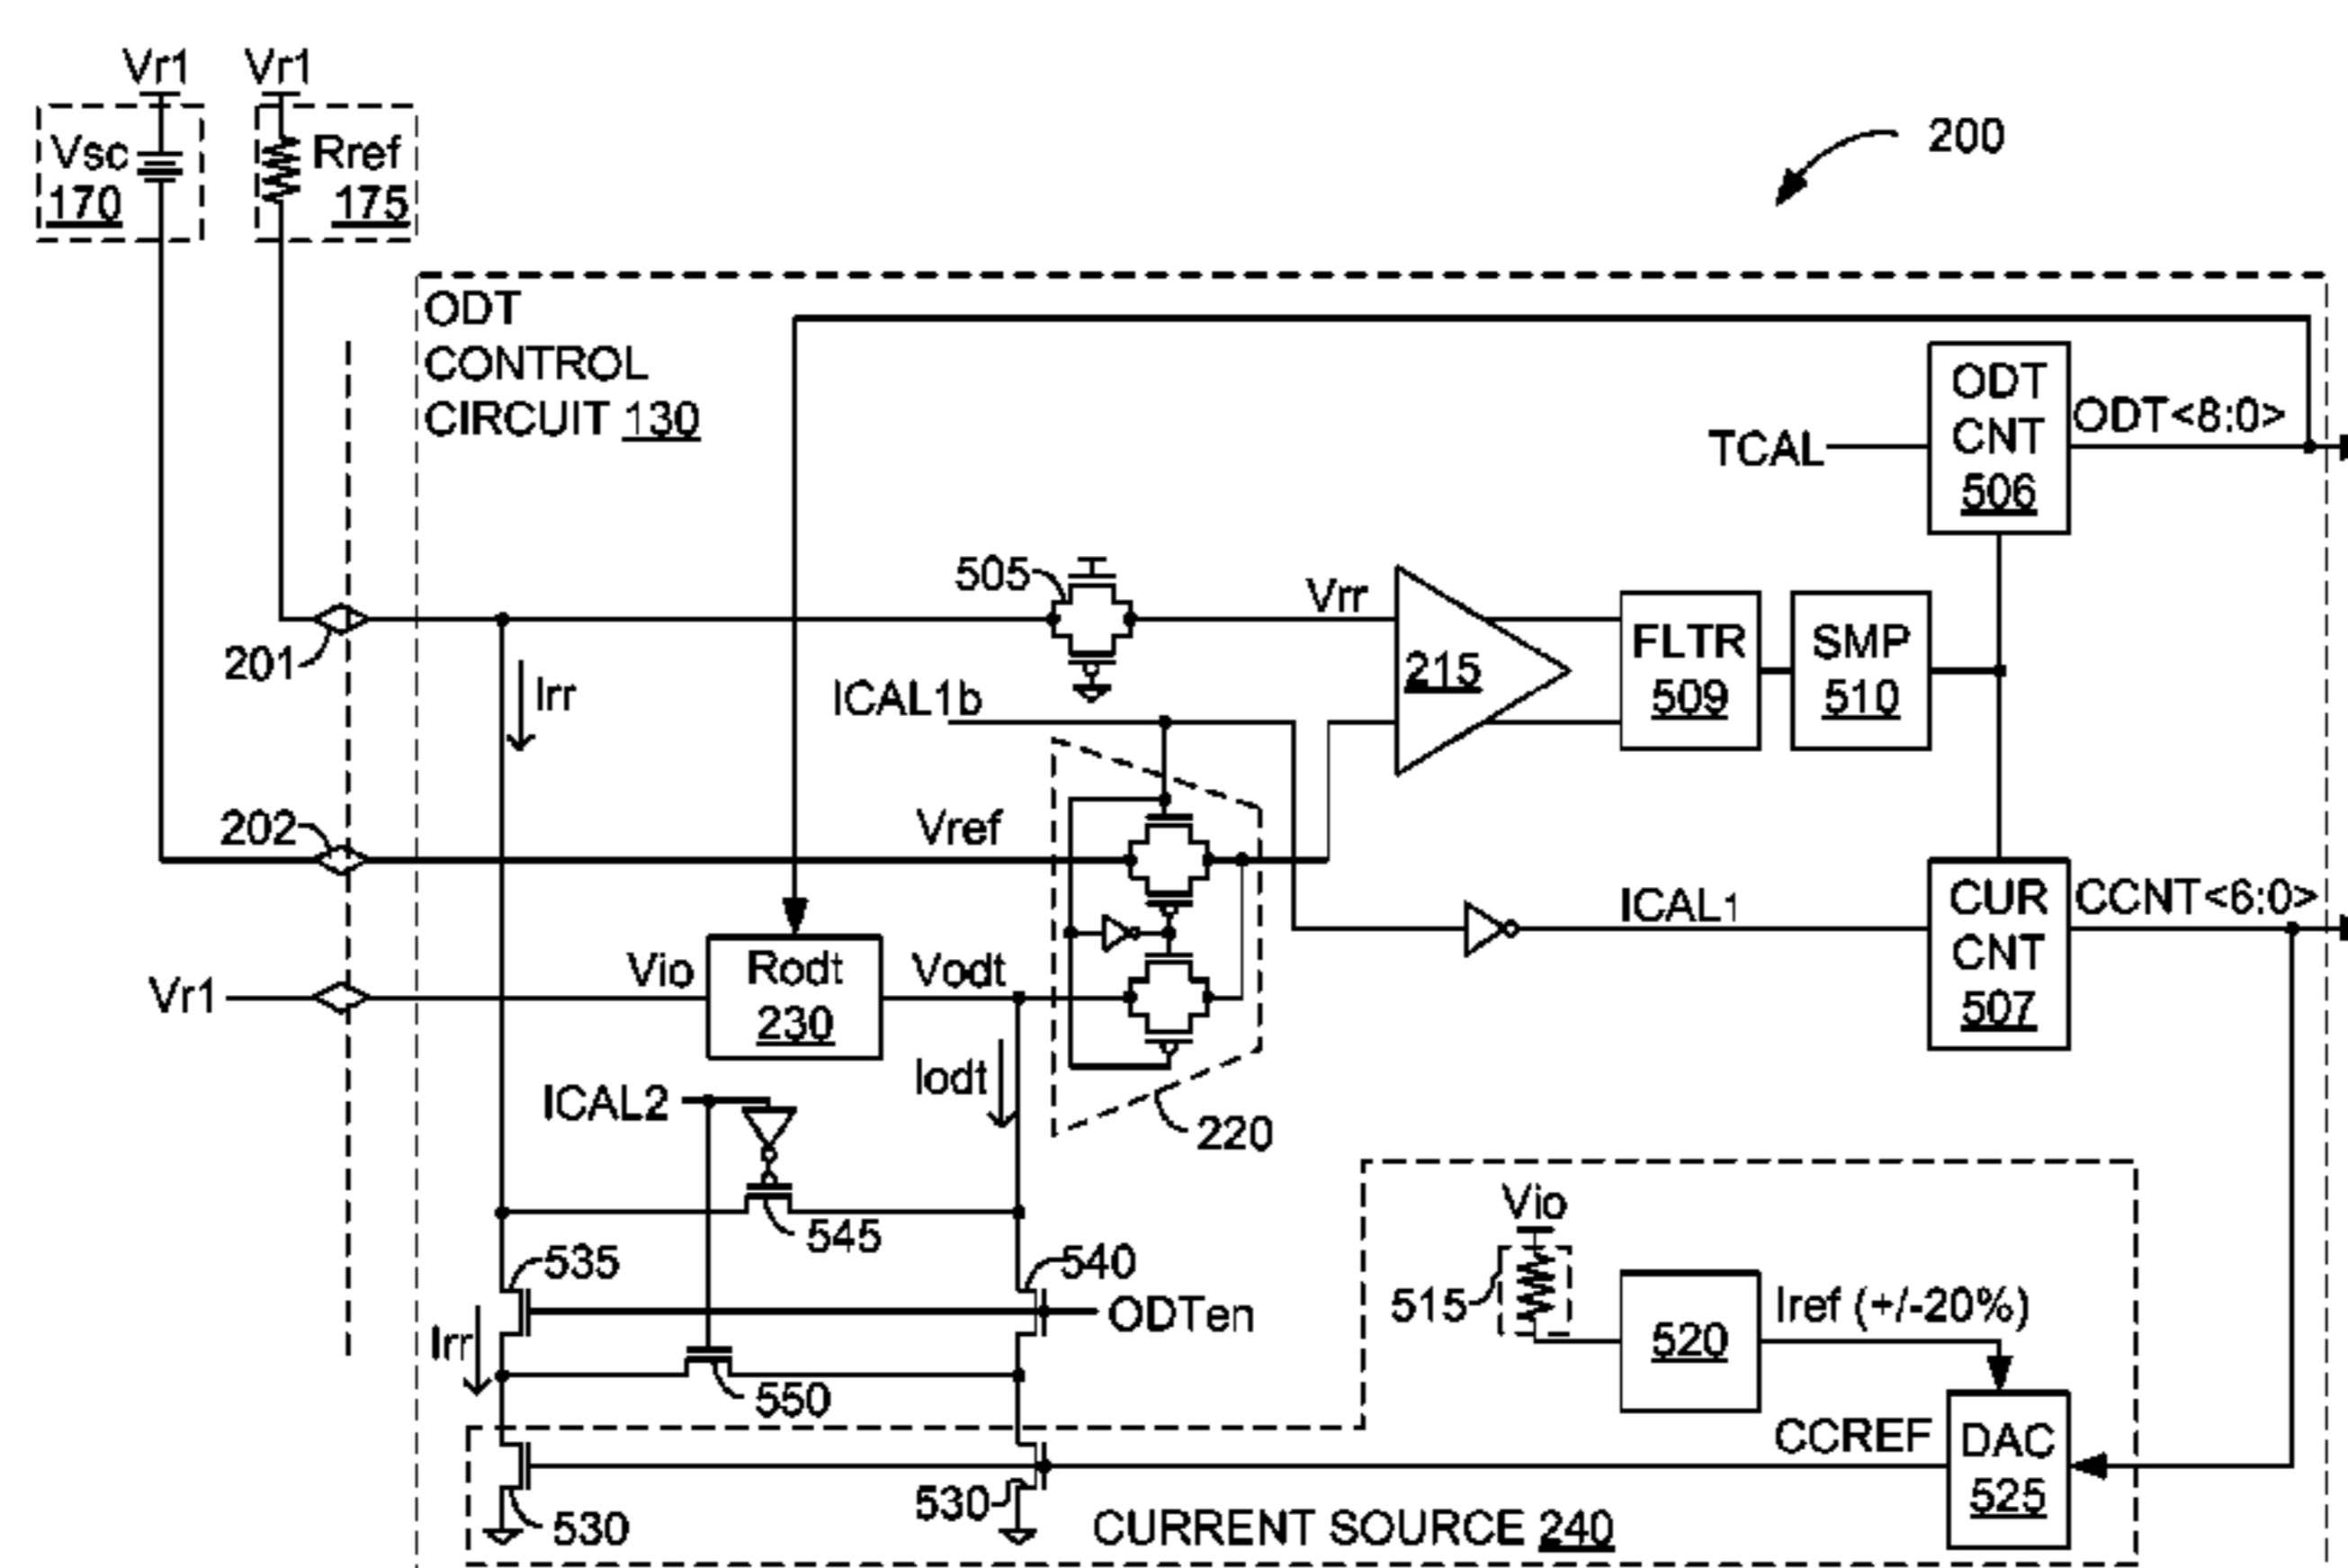 Vr1 Vr1
Vsc
170
Rref
175
200
ODT
CONTROL
CIRCUIT 130
TCAL
ODT
CNT
506
ODT<8:0>
505
Vrr
201
Irr
ICAL1b
215
FLTR
509
SMP
510
202
Vref
ICAL1
CUR
CNT
507
CCNT<6:0>
Vr1
Vio
Rodt
230
Vodt
Iodt
ICAL2
220
545
535
540
ODTen
Irr
550
Vio
515
520
Iref (+/-20%)
CCREF
DAC
525
530
530
CURRENT SOURCE 240